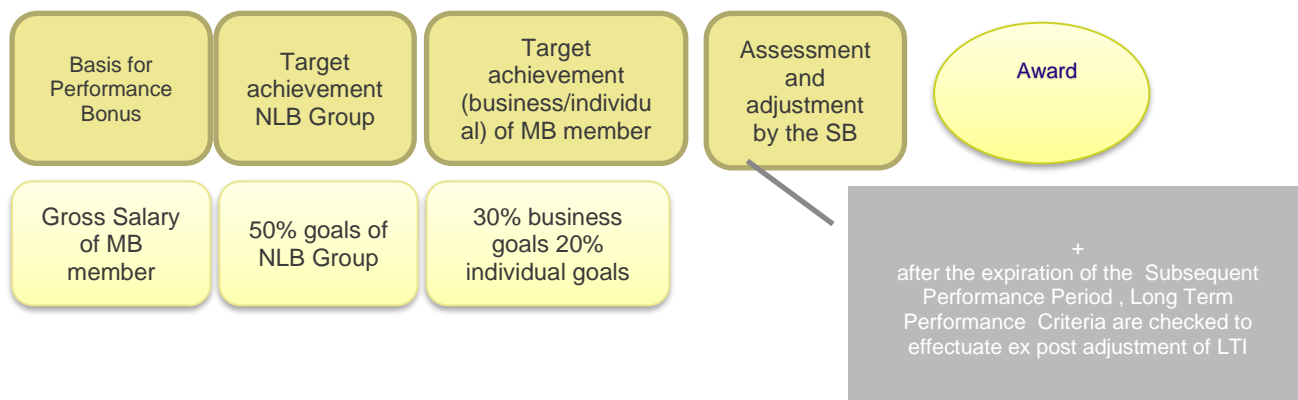 Basis for
Performance
Bonus
Target
achievement
NLB Group
Target
achievement
(business/individu
al) of MB member
Assessment
and
adjustment
by the SB
Award
Gross Salary
of MB
member
50% goals of
NLB Group
30% business
goals 20%
individual goals
+
after the expiration of the Subsequent
Performance Period , Long Term
Performance Criteria are checked to
effectuate ex post adjustment of LTI